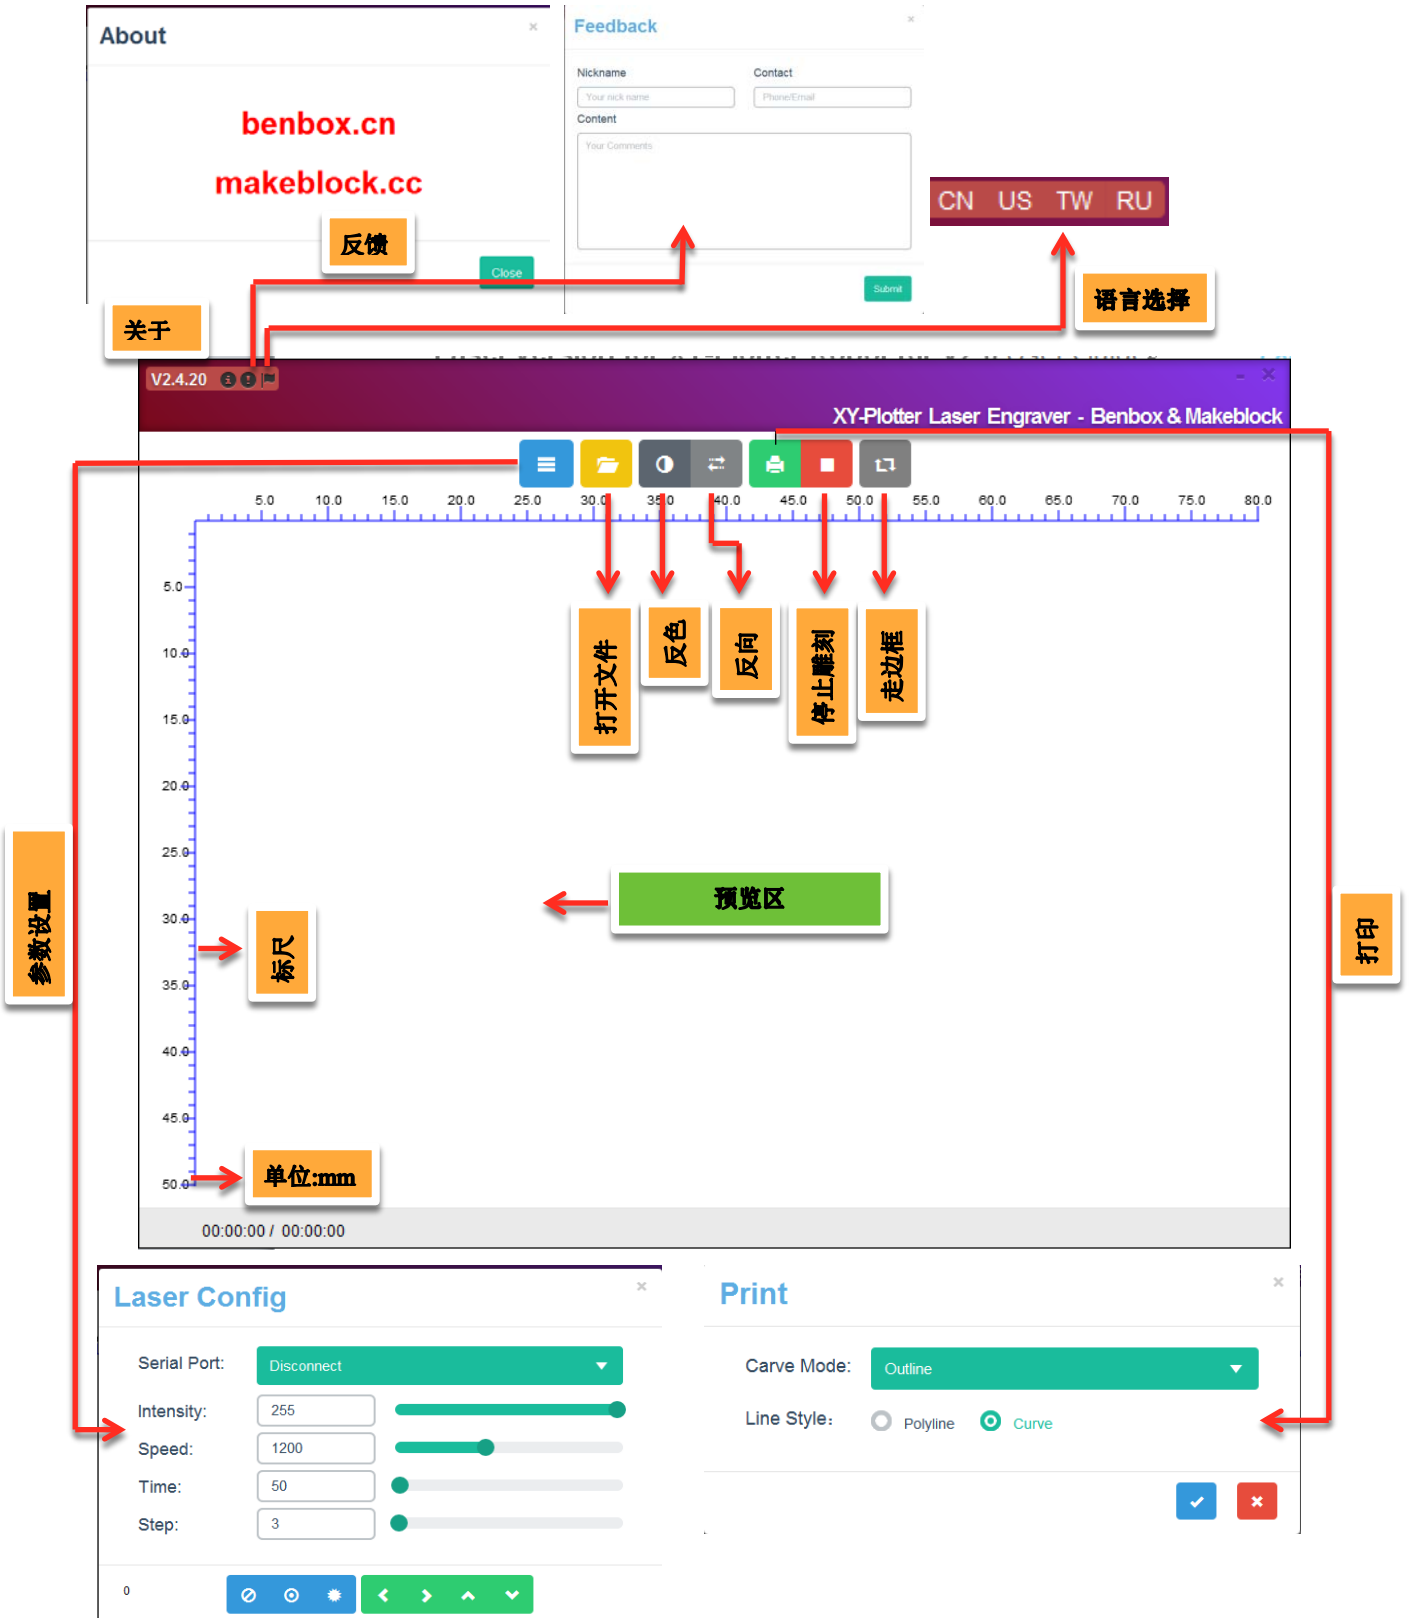 About
×
benbox.cn
makeblock.cc
反馈
Close
Feedback
×
Nickname
Contact
Your nick name
Phone/Email
Content
Your Comments
Submit
CN US TW RU
语言选择
关于
V2.4.20
XY-Plotter Laser Engraver - Benbox & Makeblock
5.0 10.0 15.0 20.0 25.0 30.0 35.0 40.0 45.0 50.0 55.0 60.0 65.0 70.0 75.0 80.0
5.0
10.0
15.0
20.0
25.0
30.0
35.0
40.0
45.0
50.0
打开文件
反色
反向
停止雕刻
走边框
预览区
参数设置
标尺
打印
单位:mm
00:00:00 / 00:00:00
Laser Config
×
Serial Port:
Disconnect
Intensity:
255
Speed:
1200
Time:
50
Step:
3
0
Print
×
Carve Mode:
Outline
Line Style:
Polyline
Curve